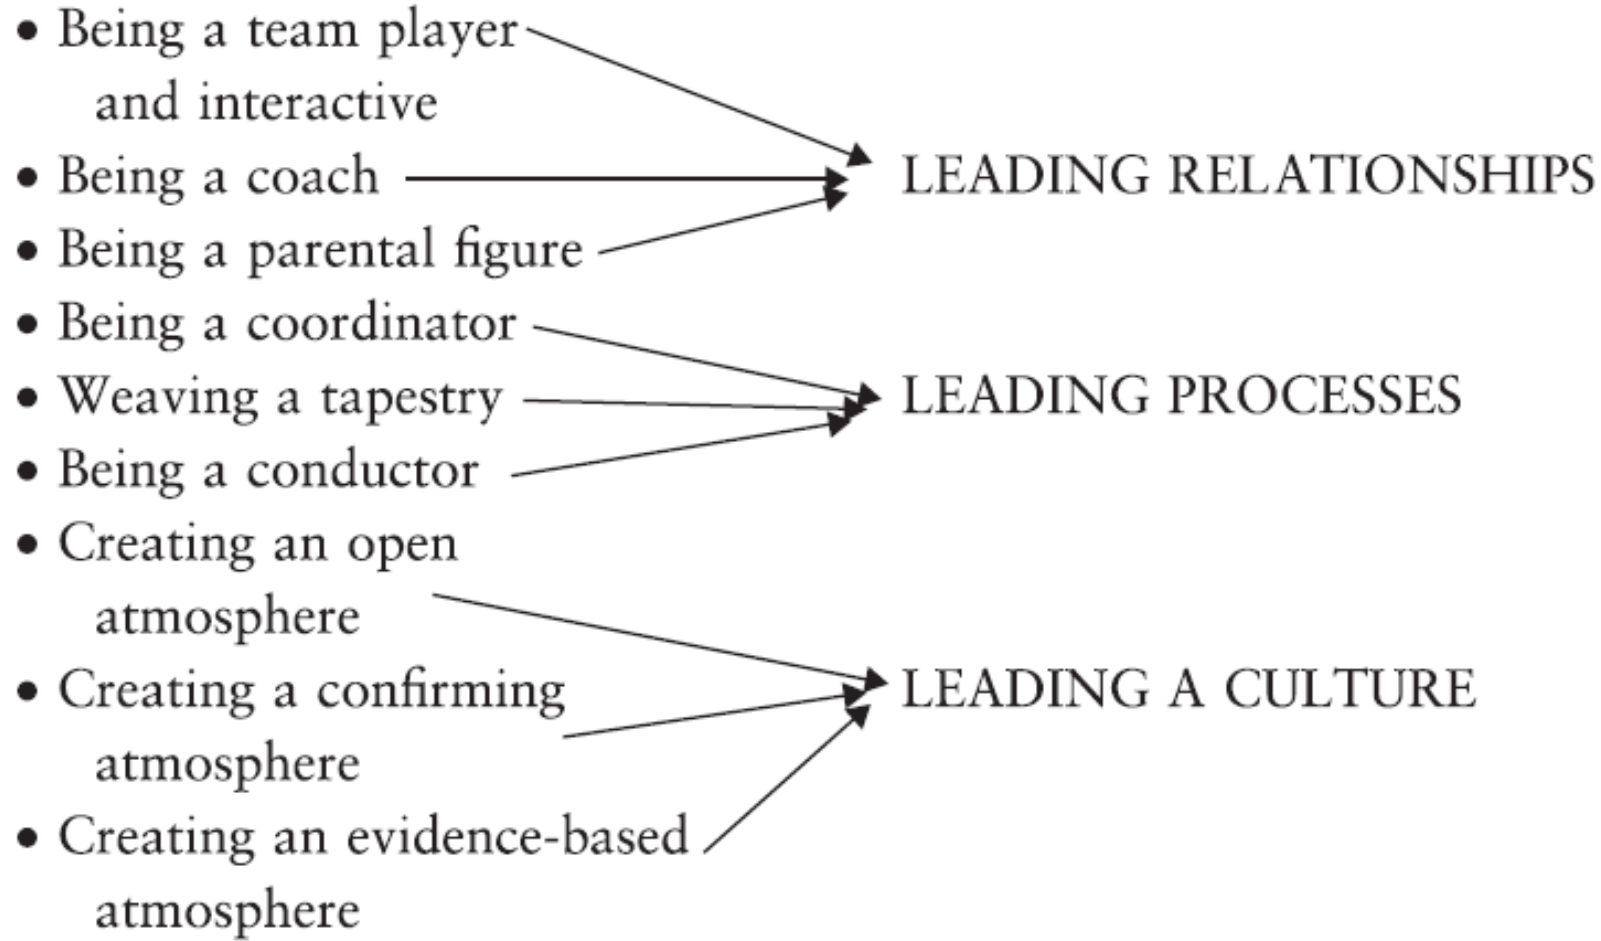 • Being a team player
and interactive
• Being a coach
LEADING RELATIONSHIPS
• Being a parental figure
• Being a coordinator
• Weaving a tapestry
LEADING PROCESSES
• Being a conductor
• Creating an open
atmosphere
• Creating a confirming
LEADING A CULTURE
atmosphere
• Creating an evidence-based
atmosphere